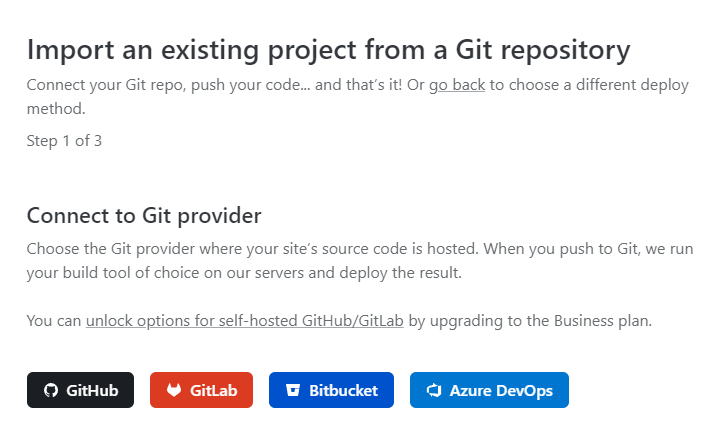 Import an existing project from a Git repository
Connect your Git repo, push your code... and that's it! Or go back to choose a different deploy
method.
Step 1 of 3
Connect to Git provider
Choose the Git provider where your site's source code is hosted. When you push to Git, we run
your build tool of choice on our servers and deploy the result.
You can unlock options for self-hosted GitHub/GitLab by upgrading to the Business plan.
GitHub GitLab Bitbucket Azure DevOps